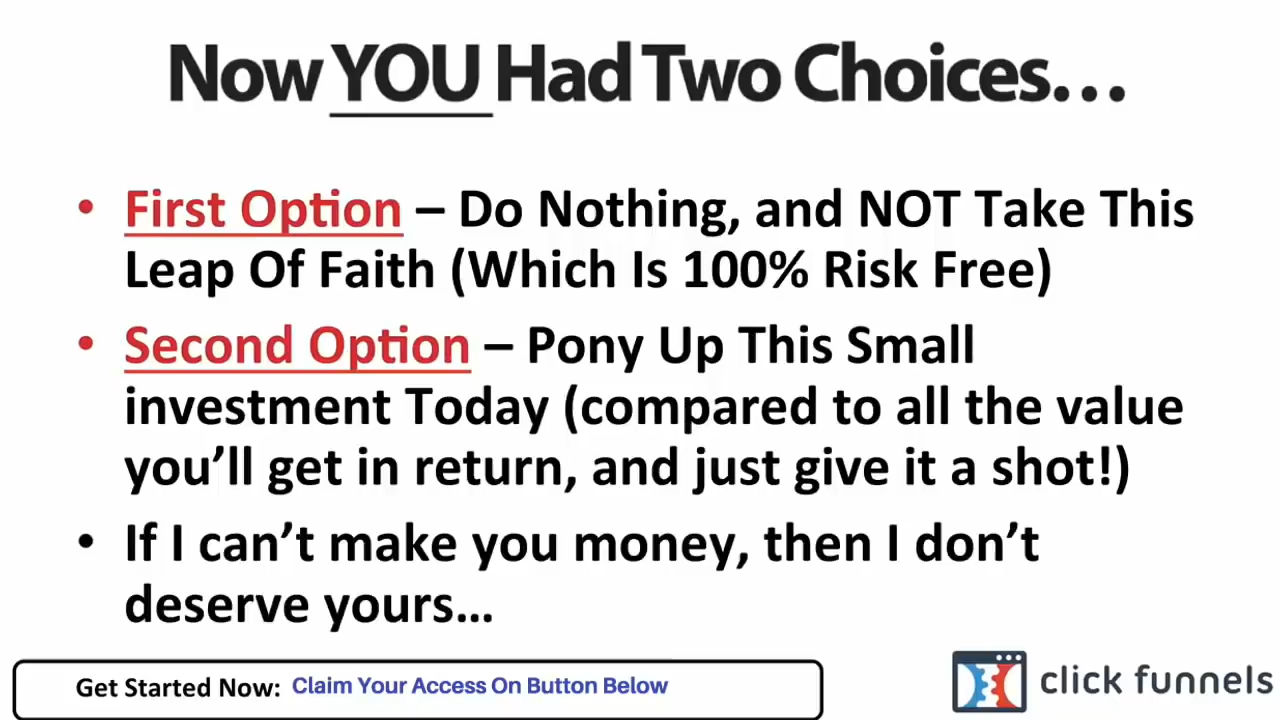 Now YOU Had Two Choices...
• First Option – Do Nothing, and NOT Take This
Leap Of Faith (Which Is 100% Risk Free)
• Second Option – Pony Up This Small
investment Today (compared to all the value
you’ll get in return, and just give it a shot!)
• If I can’t make you money, then I don’t
deserve yours…
Get Started Now: Claim Your Access On Button Below
click funnels